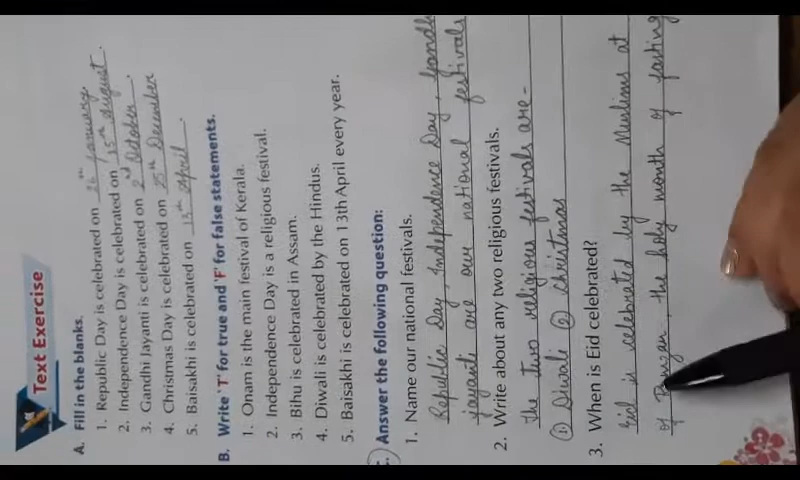 Text Exercise
A. Fill in the blanks.
1. Republic Day is celebrated on 26th January
2. Independence Day is celebrated on 15th August.
3. Gandhi Jayanti is celebrated on 2nd October.
4. Christmas Day is celebrated on 25th December
5. Baisakhi is celebrated on 13th April.
B. Write 'T' for true and 'F' for false statements.
1. Onam is the main festival of Kerala.
2. Independence Day is a religious festival.
3. Bihu is celebrated in Assam.
4. Diwali is celebrated by the Hindus.
5. Baisakhi is celebrated on 13th April every year.
Answer the following question:
1. Name our national festivals.
Republic Day, Independence Day, Gandhi
jayanti are our national festivals
2. Write about any two religious festivals.
The two religious festivals are-
① Diwali ② christmas
3. When is Eid celebrated?
Eid is celebrated by the Muslims at
of the holy month of fasting